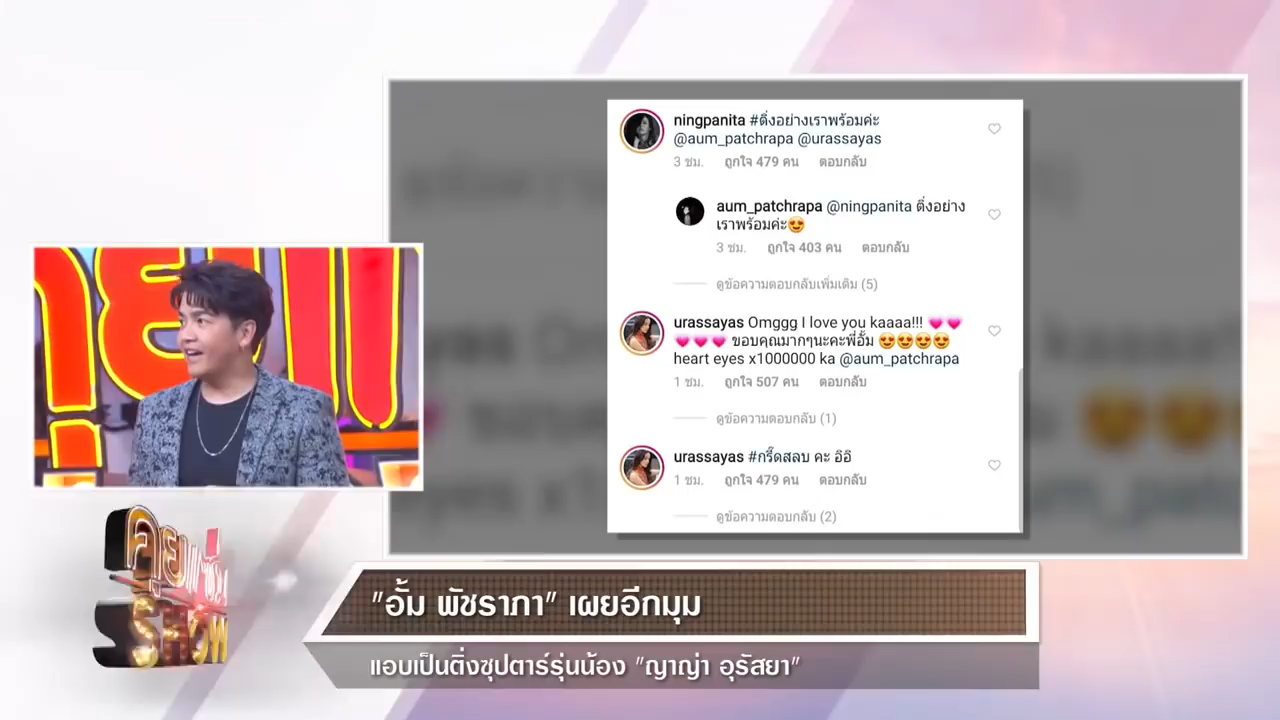 ningpanita #ติ่งอย่างเราพร้อมค่ะ
@aum_patchrapa @urassayas
3 ชม. ถูกใจ 479 คน ตอบกลับ
aum_patchrapa @ningpanita ติ่งอย่าง
เราพร้อมค่ะ😍
3 ชม. ถูกใจ 403 คน ตอบกลับ
ดูข้อความตอบกลับเพิ่มเติม (5)
urassayas Omggg I love you kaaaa!!! 💗💗
💗💗💗 ขอบคุณมากๆนะคะพี่อั้ม 😍😍😍😍
heart eyes x1000000 ka @aum_patchrapa
1 ชม. ถูกใจ 507 คน ตอบกลับ
ดูข้อความตอบกลับ (1)
urassayas #กรี๊ดสลบ คะ อิอิ
1 ชม. ถูกใจ 479 คน ตอบกลับ
ดูข้อความตอบกลับ (2)
คุยแซ่บ
SHOW
"อั้ม พัชราภา" เผยอีกมุม
แอบเป็นติ่งซุปตาร์รุ่นน้อง "ญาญ่า อุรัสยา"